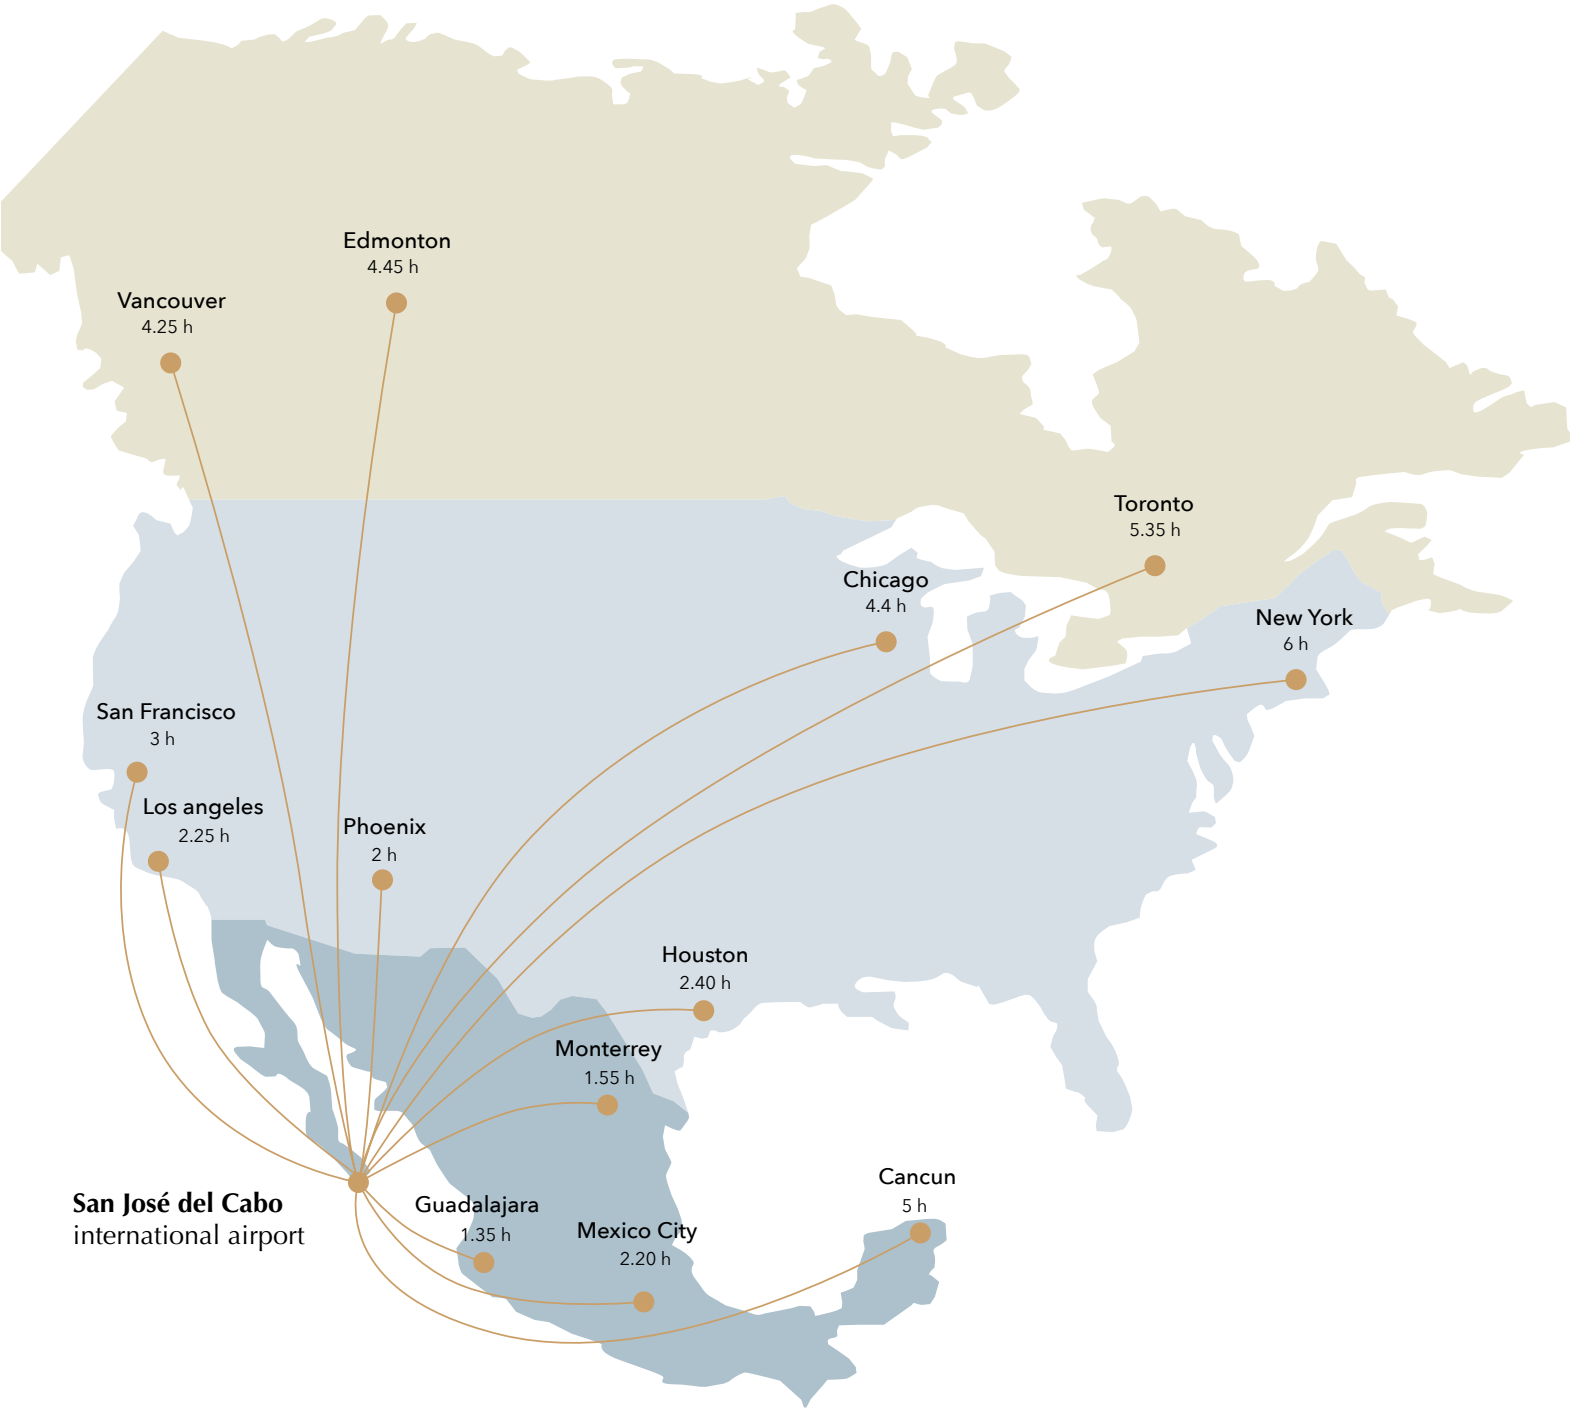 Edmonton
4.45 h
Vancouver
4.25 h
Toronto
5.35 h
Chicago
4.4 h
New York
6 h
San Francisco
3 h
Los angeles
2.25 h
Phoenix
2 h
Houston
2.40 h
Monterrey
1.55 h
Cancun
5 h
San José del Cabo
international airport
Guadalajara
1.35 h
Mexico City
2.20 h